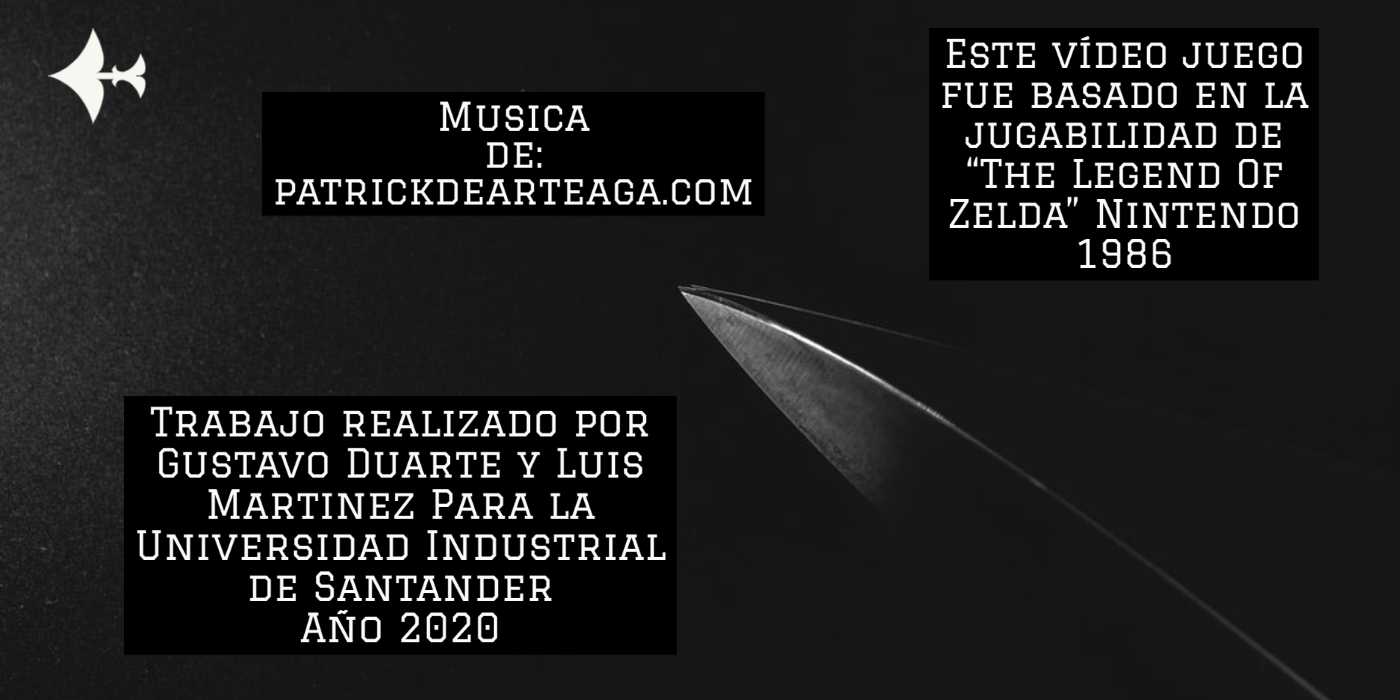 Musica
de:
patrickdearteaga.com
Este vídeo juego
fue basado en la
jugabilidad de
“The Legend Of
Zelda” Nintendo
1986
Trabajo realizado por
Gustavo Duarte y Luis
Martinez Para la
Universidad Industrial
de Santander
Año 2020